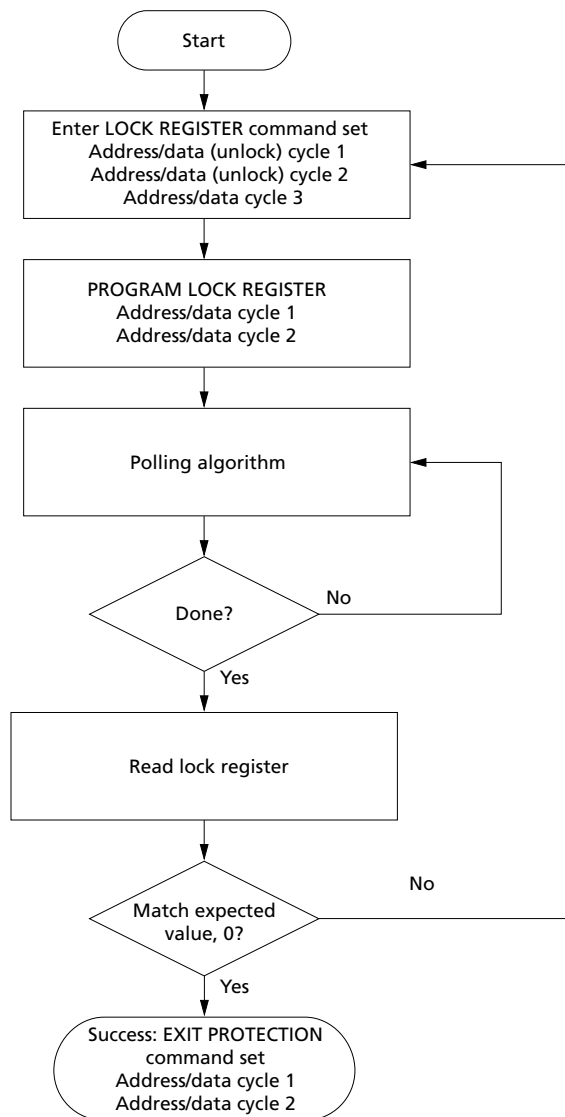 Start
Enter LOCK REGISTER command set
Address/data (unlock) cycle 1
Address/data (unlock) cycle 2
Address/data cycle 3
PROGRAM LOCK REGISTER
Address/data cycle 1
Address/data cycle 2
Polling algorithm
Done?
No
Yes
Read lock register
Match expected
value, 0?
No
Yes
Success: EXIT PROTECTION
command set
Address/data cycle 1
Address/data cycle 2